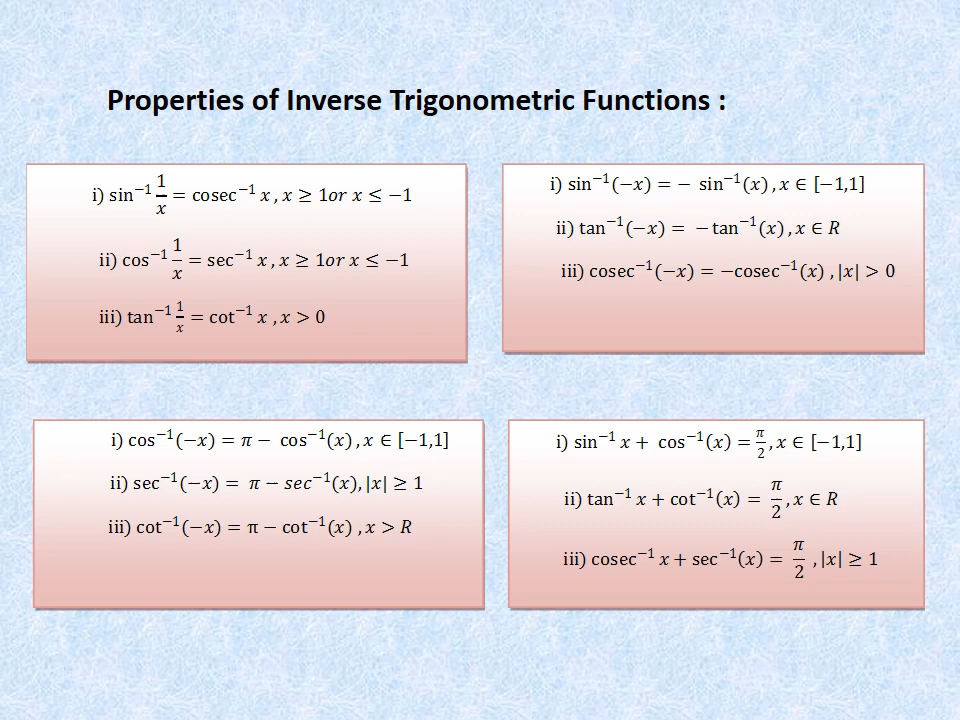 Properties of Inverse Trigonometric Functions :
i) sin⁻¹ 1/x = cosec⁻¹ x , x ≥ 1or x ≤ −1
ii) cos⁻¹ 1/x = sec⁻¹ x , x ≥ 1or x ≤ −1
iii) tan⁻¹ 1/x = cot⁻¹ x , x > 0
i) sin⁻¹(−x) = − sin⁻¹(x) , x ∈ [−1,1]
ii) tan⁻¹(−x) = − tan⁻¹(x) , x ∈ R
iii) cosec⁻¹(−x) = −cosec⁻¹(x) , |x| > 0
i) cos⁻¹(−x) = π − cos⁻¹(x) , x ∈ [−1,1]
ii) sec⁻¹(−x) = π − sec⁻¹(x), |x| ≥ 1
iii) cot⁻¹(−x) = π − cot⁻¹(x) , x > R
i) sin⁻¹ x + cos⁻¹(x) = π/2 , x ∈ [−1,1]
ii) tan⁻¹ x + cot⁻¹(x) = π/2 , x ∈ R
iii) cosec⁻¹ x + sec⁻¹(x) = π/2 , |x| ≥ 1